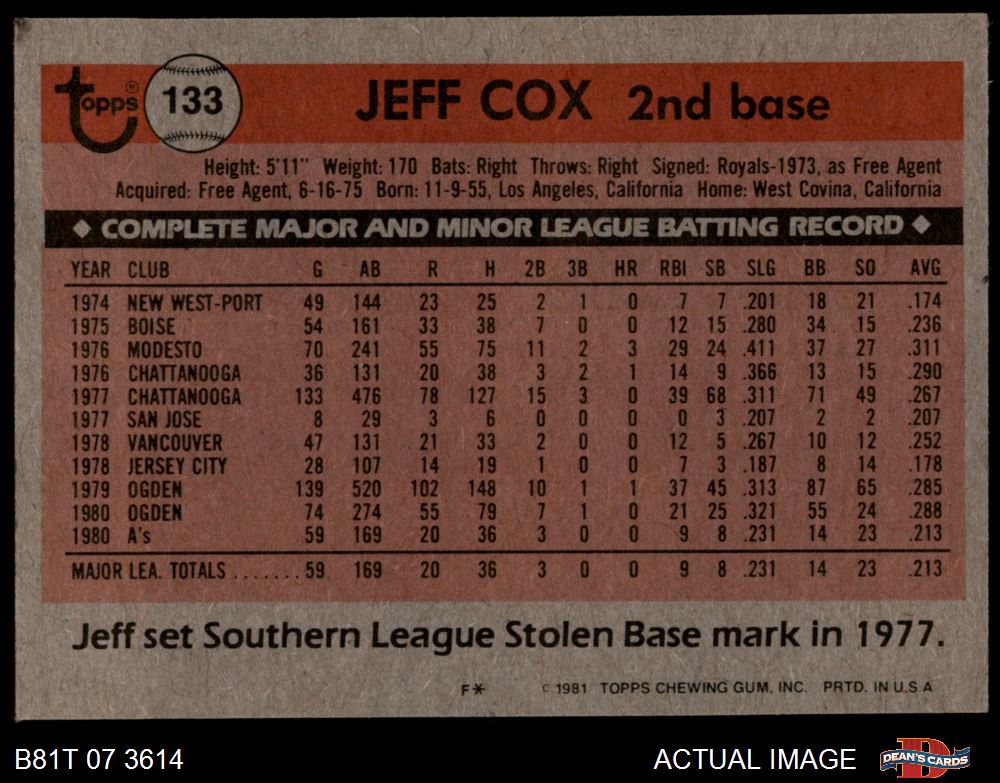 Topps® 133 JEFF COX 2nd base
Height: 5'11" Weight: 170 Bats: Right Throws: Right Signed: Royals-1973, as Free Agent
Acquired: Free Agent, 6-16-75 Born: 11-9-55, Los Angeles, California Home: West Covina, California
◆ COMPLETE MAJOR AND MINOR LEAGUE BATTING RECORD ◆
YEAR CLUB G AB R H 2B 3B HR RBI SB SLG BB SO AVG
1974 NEW WEST-PORT 49 144 23 25 2 1 0 7 7 .201 18 21 .174
1975 BOISE 54 161 33 38 7 0 0 12 15 .280 34 15 .236
1976 MODESTO 70 241 55 75 11 2 3 29 24 .411 37 27 .311
1976 CHATTANOOGA 36 131 20 38 3 2 1 14 9 .366 13 15 .290
1977 CHATTANOOGA 133 476 78 127 15 3 0 39 68 .311 71 49 .267
1977 SAN JOSE 8 29 3 6 0 0 0 0 3 .207 2 2 .207
1978 VANCOUVER 47 131 21 33 2 0 0 12 5 .267 10 12 .252
1978 JERSEY CITY 28 107 14 19 1 0 0 7 3 .187 8 14 .178
1979 OGDEN 139 520 102 148 10 1 1 37 45 .313 87 65 .285
1980 OGDEN 74 274 55 79 7 1 0 21 25 .321 55 24 .288
1980 A's 59 169 20 36 3 0 0 9 8 .231 14 23 .213
MAJOR LEA. TOTALS ....... 59 169 20 36 3 0 0 9 8 .231 14 23 .213
Jeff set Southern League Stolen Base mark in 1977.
F* © 1981 TOPPS CHEWING GUM, INC. PRTD. IN U.S.A
B81T 07 3614 ACTUAL IMAGE D DEAN'S CARDS